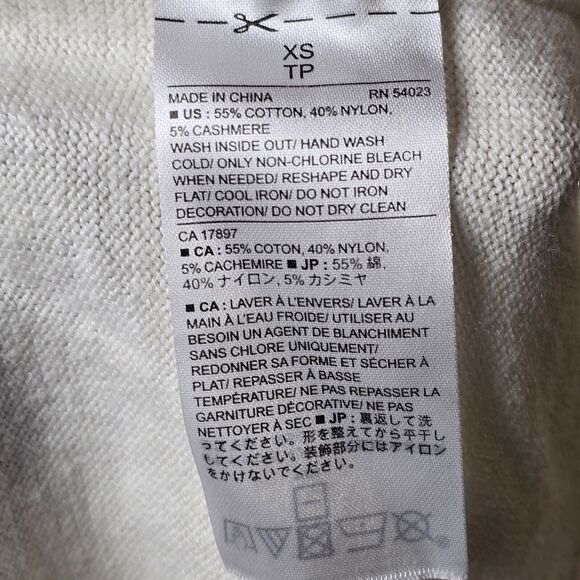 XS
TP
MADE IN CHINA RN 54023
■ US : 55% COTTON, 40% NYLON,
5% CASHMERE
WASH INSIDE OUT/ HAND WASH
COLD/ ONLY NON-CHLORINE BLEACH
WHEN NEEDED/ RESHAPE AND DRY
FLAT/ COOL IRON/ DO NOT IRON
DECORATION/ DO NOT DRY CLEAN
CA 17897
■ CA : 55% COTON, 40% NYLON,
5% CACHEMIRE ■ JP : 55% 綿,
40% ナイロン, 5% カシミヤ
■ CA : LAVER À L'ENVERS/ LAVER À LA
MAIN À L'EAU FROIDE/ UTILISER AU
BESOIN UN AGENT DE BLANCHIMENT
SANS CHLORE UNIQUEMENT/
REDONNER SA FORME ET SÉCHER À
PLAT/ REPASSER À BASSE
TEMPÉRATURE/ NE PAS REPASSER LA
GARNITURE DÉCORATIVE/ NE PAS
NETTOYER À SEC ■ JP : 裏返して洗
ってください。形を整えてから平干し
してください。装飾部分にはアイロン
をかけないでください。